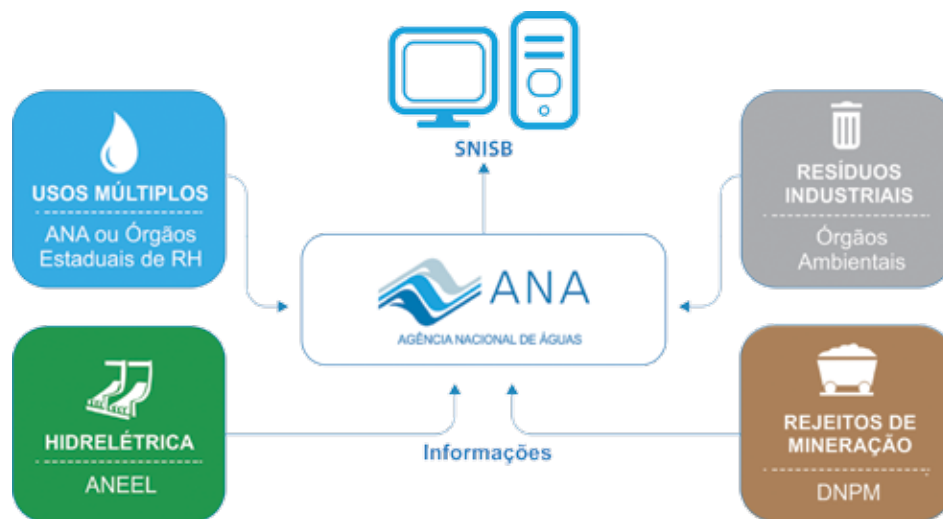 SNISB
USOS MÚLTIPLOS
ANA ou Órgãos
Estaduais de RH
RESÍDUOS
INDUSTRIAIS
Órgãos
Ambientais
ANA
AGÊNCIA NACIONAL DE ÁGUAS
HIDRELÉTRICA
ANEEL
Informações
REJEITOS DE
MINERAÇÃO
DNPM